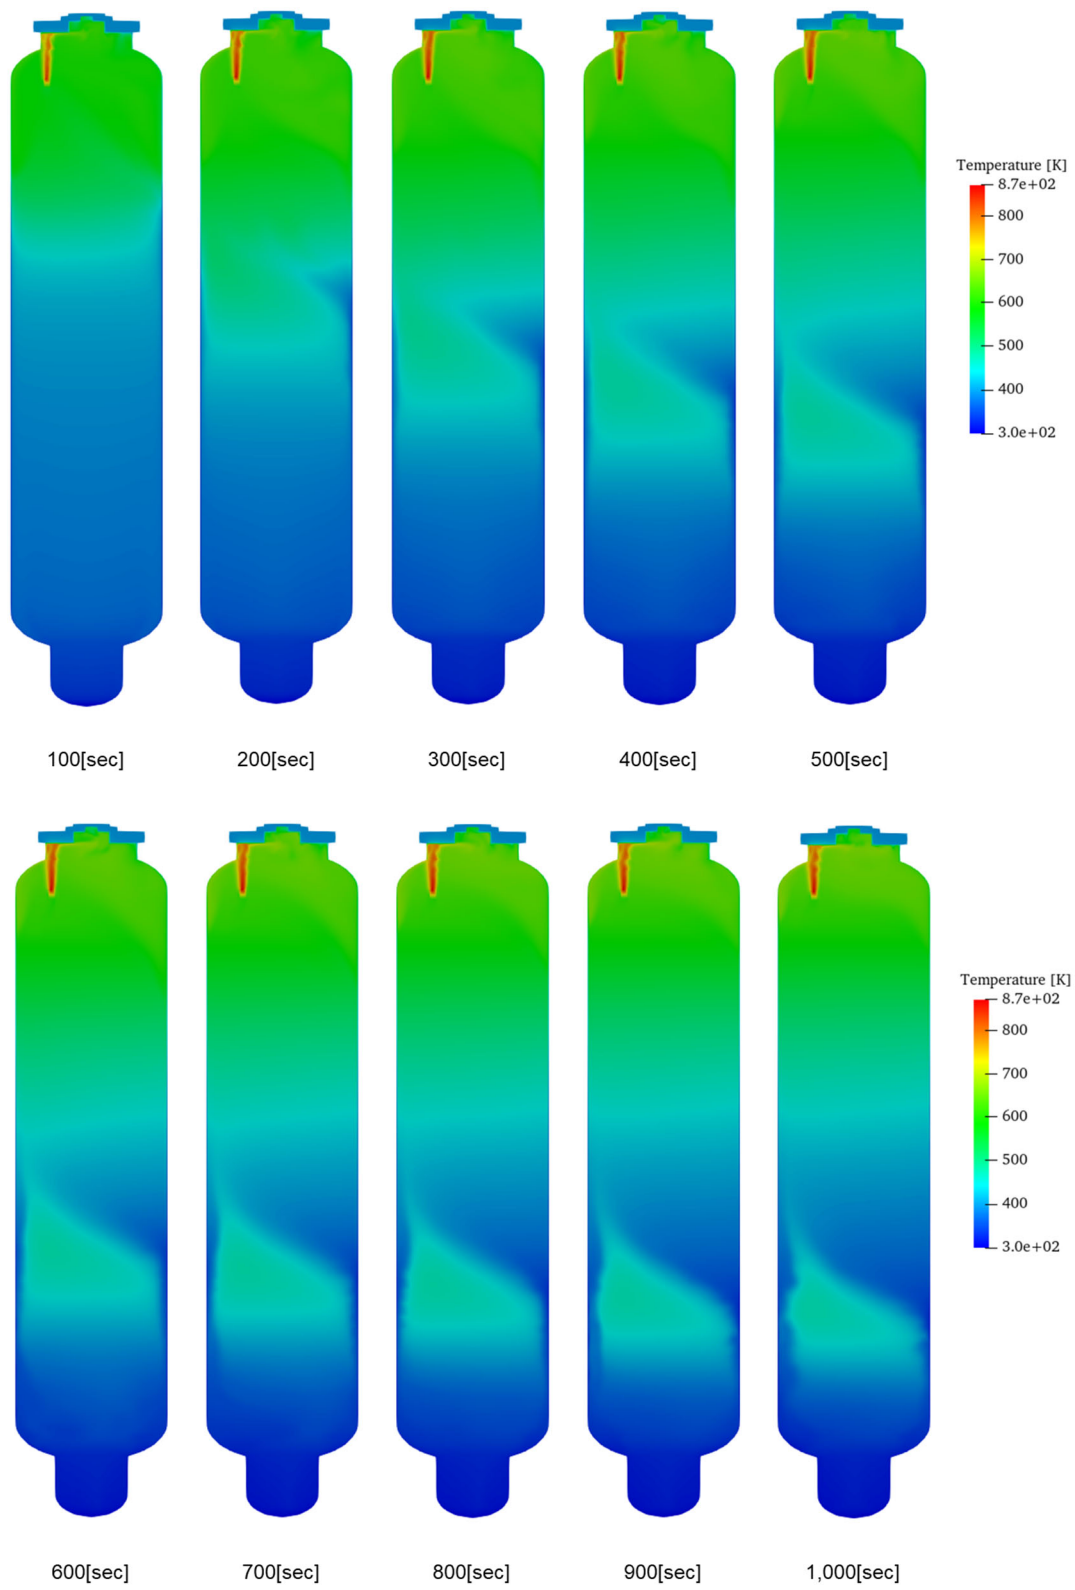 Temperature [K]
8.7e+02
800
700
600
500
400
3.0e+02
100[sec] 200[sec] 300[sec] 400[sec] 500[sec]
Temperature [K]
8.7e+02
800
700
600
500
400
3.0e+02
600[sec] 700[sec] 800[sec] 900[sec] 1,000[sec]